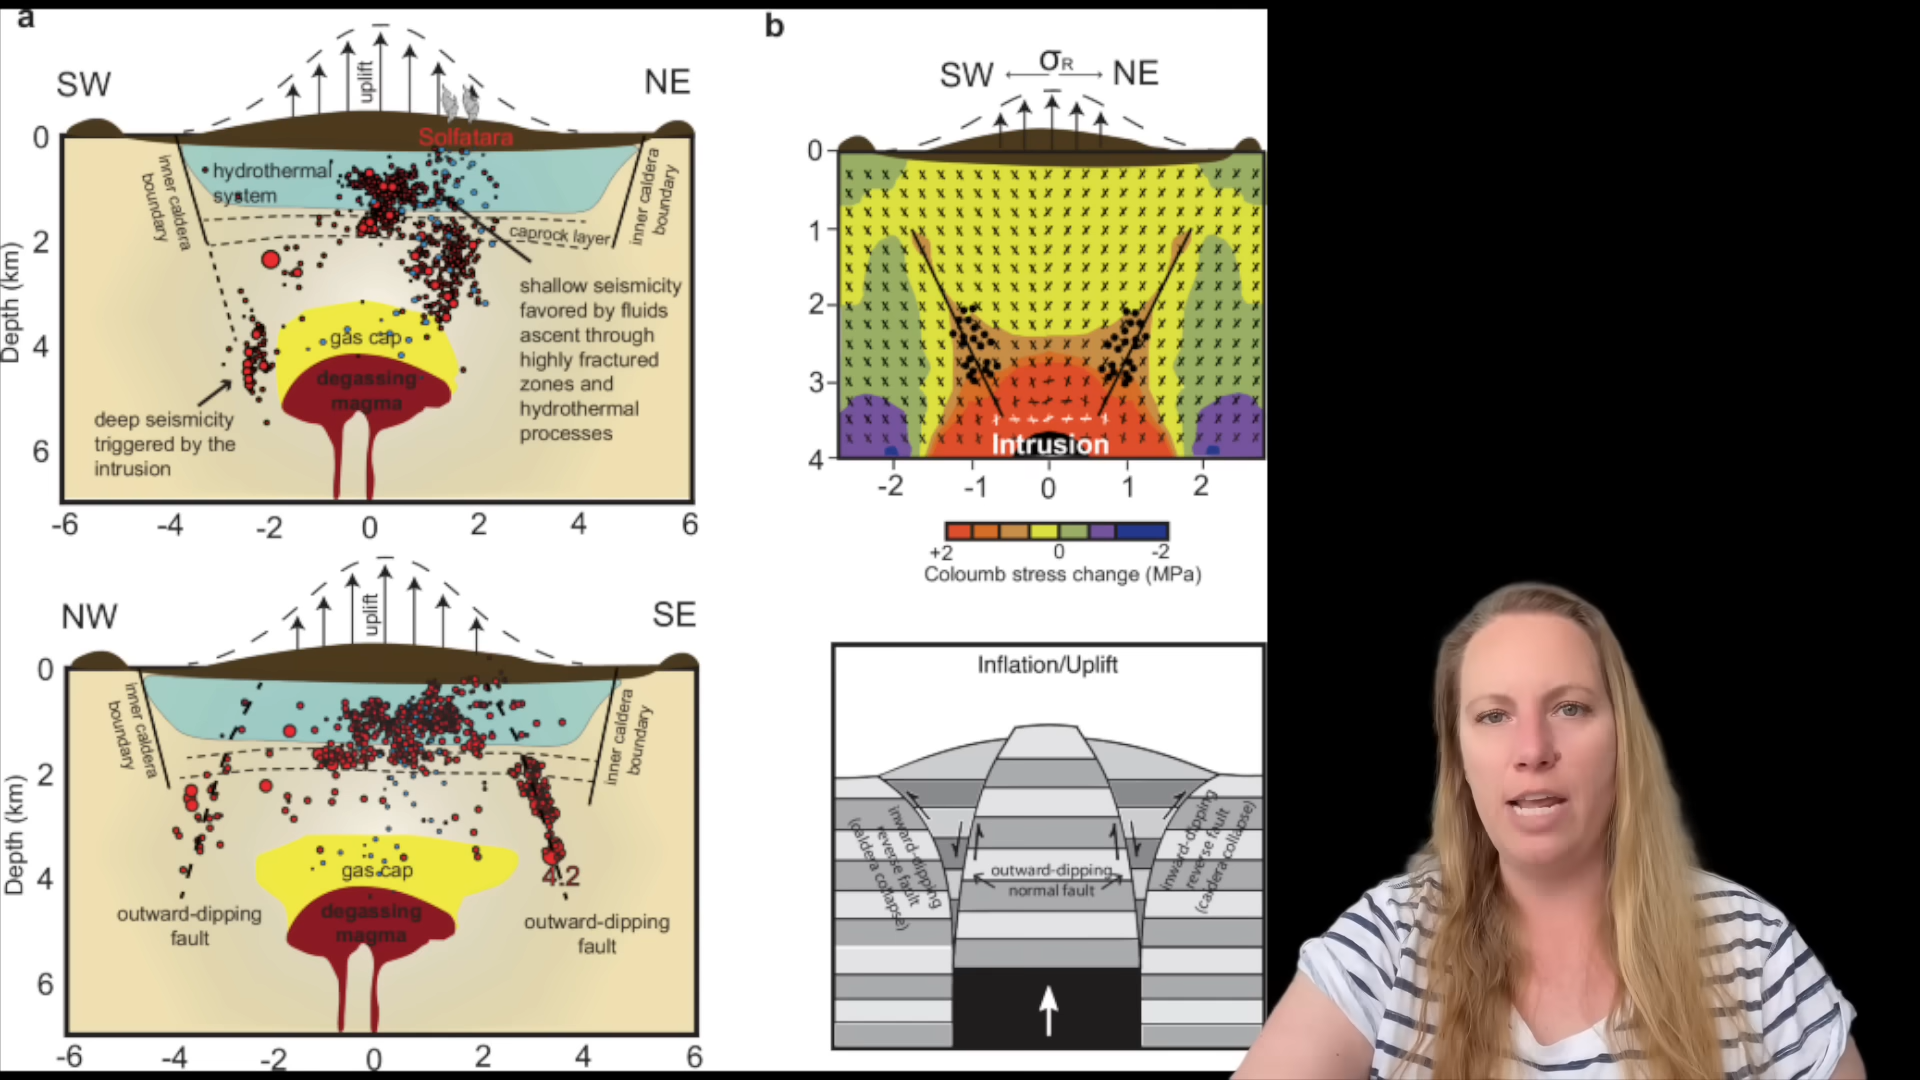 a
SW
NE
uplift
Solfatara
hydrothermal
system
inner caldera
boundary
inner caldera
boundary
caprock layer
shallow seismicity
favored by fluids
ascent through
highly fractured
zones and
hydrothermal
processes
gas cap
degassing
magma
deep seismicity
triggered by the
intrusion
Depth (km)
0
2
4
6
-6 -4 -2 0 2 4 6
NW
SE
uplift
inner caldera
boundary
inner caldera
boundary
gas cap
degassing
magma
4.2
outward-dipping
fault
outward-dipping
fault
Depth (km)
0
2
4
6
-6 -4 -2 0 2 4 6
b
σR
SW
NE
0
1
2
3
4
Intrusion
-2 -1 0 1 2
+2 0 -2
Coloumb stress change (MPa)
Inflation/Uplift
inward-dipping
reverse fault
(caldera collapse)
outward-dipping
normal fault
inward-dipping
reverse fault
(caldera collapse)